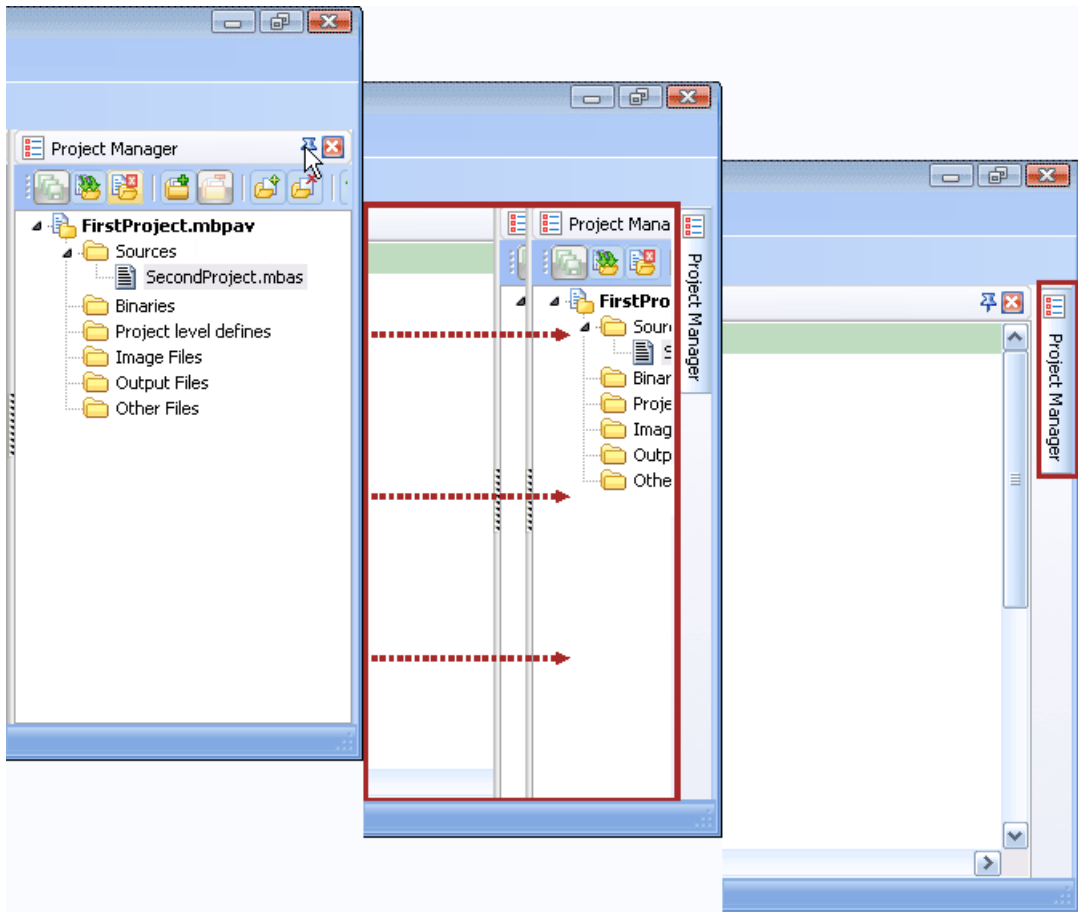 Project Manager
FirstProject.mbpav
Sources
SecondProject.mbas
Binaries
Project level defines
Image Files
Output Files
Other Files
Project Mana
FirstPro
Sour
S
Binar
Proje
Imag
Outp
Othe
Project Manager
Project Manager